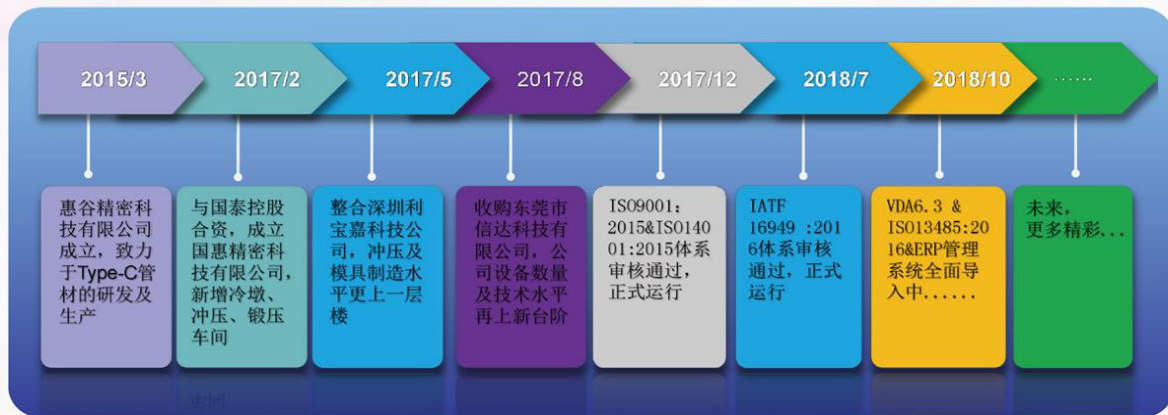 2015/3
2017/2
2017/5
2017/8
2017/12
2018/7
2018/10
......
惠谷精密科
技有限公司
成立，致力
于Type-C管
材的研发及
生产
与国泰控股
合资，成立
国惠精密科
技有限公司，
新增冷墩、
冲压、锻压
车间
整合深圳利
宝嘉科技公
司，冲压及
模具制造水
平更上一层
楼
收购东莞市
信达科技有
限公司，公
司设备数量
及技术水平
再上新台阶
ISO9001:
2015&ISO140
01:2015体系
审核通过，
正式运行
IATF
16949 :201
6体系审核
通过，正式
运行
VDA6.3 &
ISO13485:20
16&ERP管理
系统全面导
入中......
未来，
更多精彩...